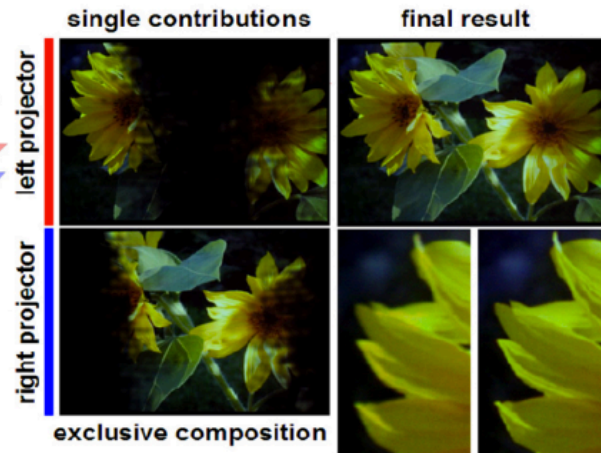 single contributions
final result
left projector
right projector
exclusive composition